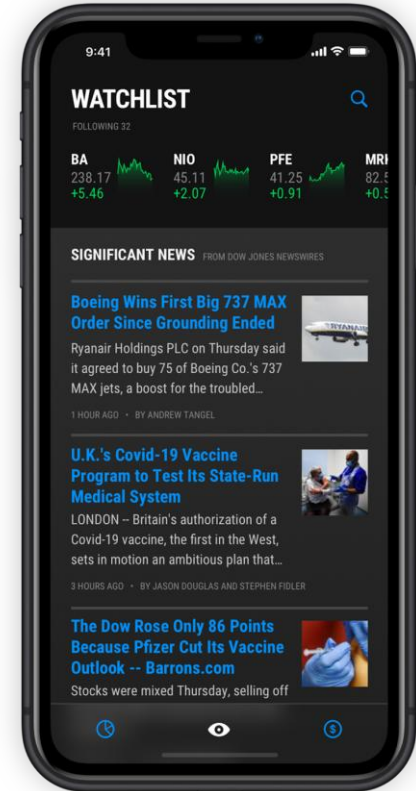 9:41
WATCHLIST
FOLLOWING 32
BA NIO PFE MRK
238.17 45.11 41.25 82.5
+5.46 +2.07 +0.91 +0.5
SIGNIFICANT NEWS FROM DOW JONES NEWSWIRES
Boeing Wins First Big 737 MAX
Order Since Grounding Ended
Ryanair Holdings PLC on Thursday said
it agreed to buy 75 of Boeing Co.'s 737
MAX jets, a boost for the troubled…
1 HOUR AGO • BY ANDREW TANGEL
RYANAIR
U.K.'s Covid-19 Vaccine
Program to Test Its State-Run
Medical System
LONDON -- Britain's authorization of a
Covid-19 vaccine, the first in the West,
sets in motion an ambitious plan that…
3 HOURS AGO • BY JASON DOUGLAS AND STEPHEN FIDLER
The Dow Rose Only 86 Points
Because Pfizer Cut Its Vaccine
Outlook -- Barrons.com
Stocks were mixed Thursday, selling off
$